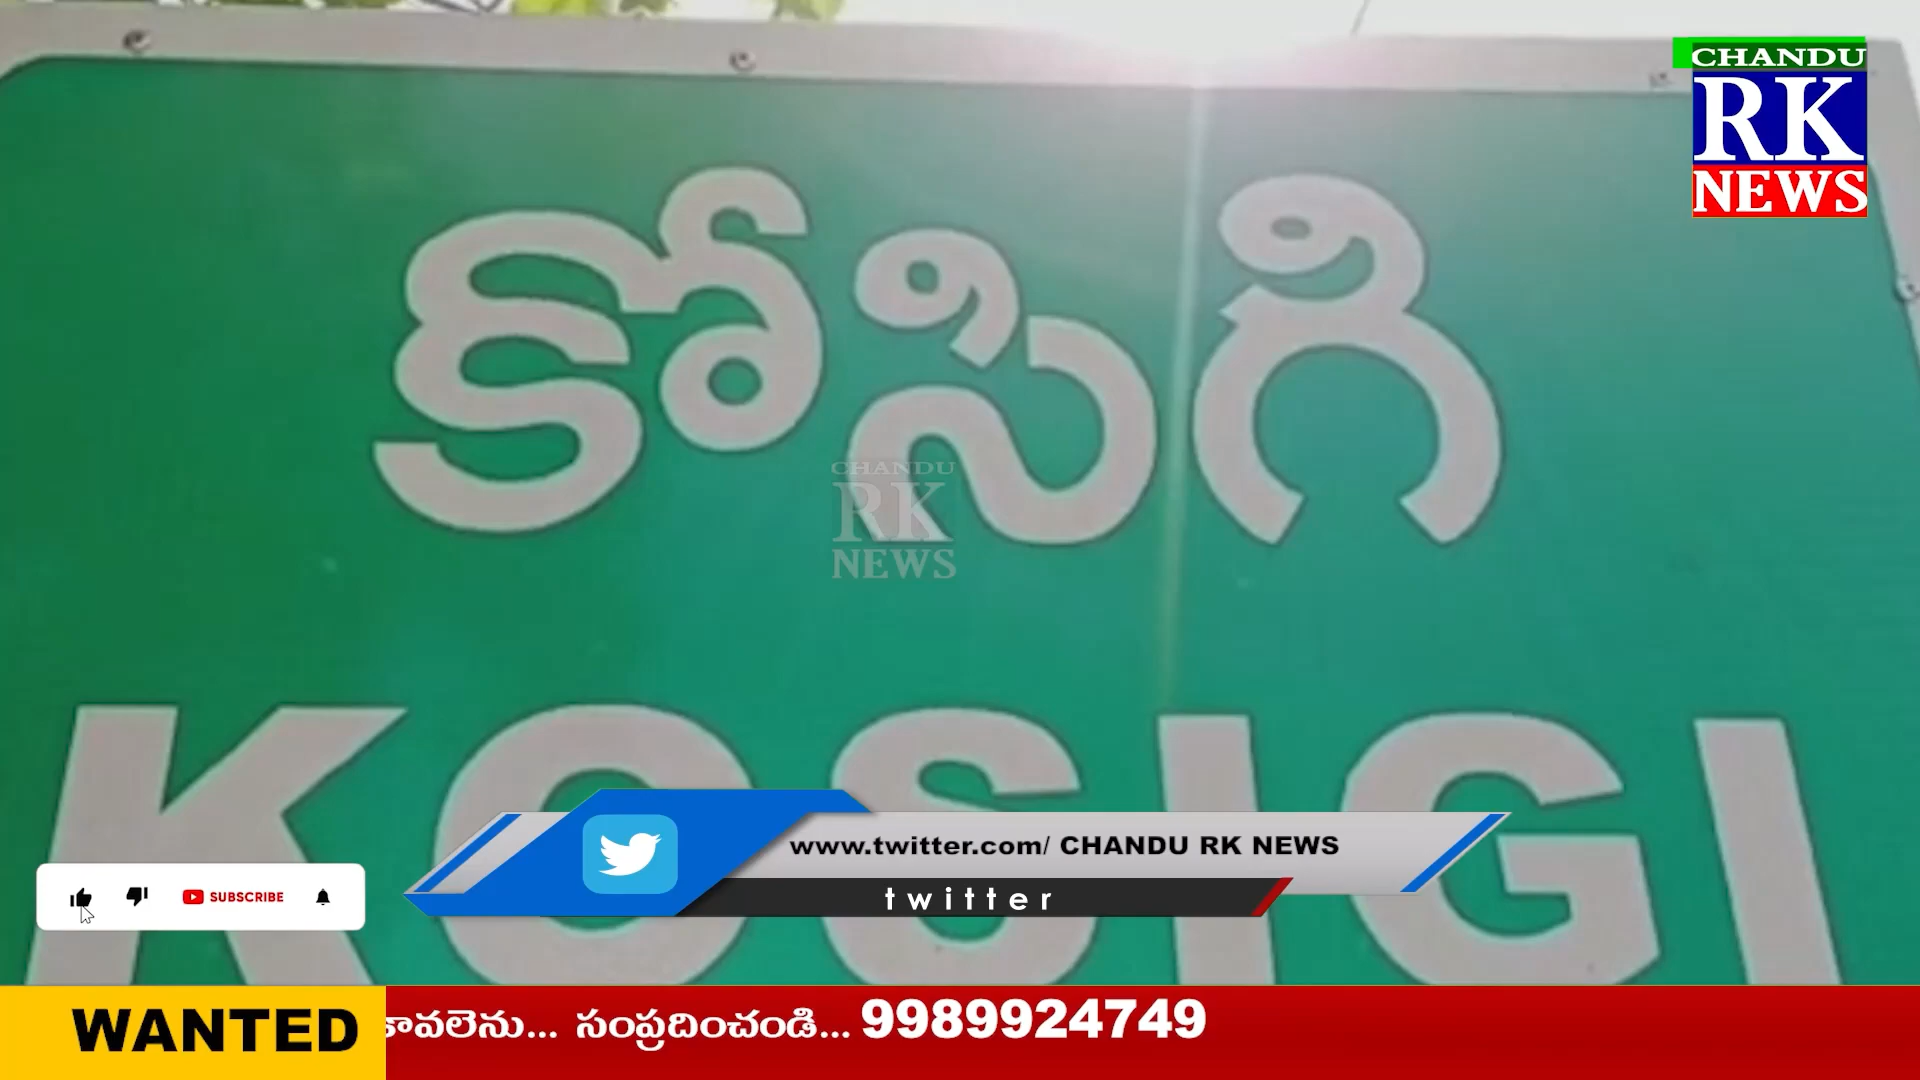 CHANDU
RK
NEWS
కోసిగి
CHANDU
RK
NEWS
KOSIGI
www.twitter.com/ CHANDU RK NEWS
twitter
SUBSCRIBE
WANTED
కావలెను... సంప్రదించండి... 9989924749